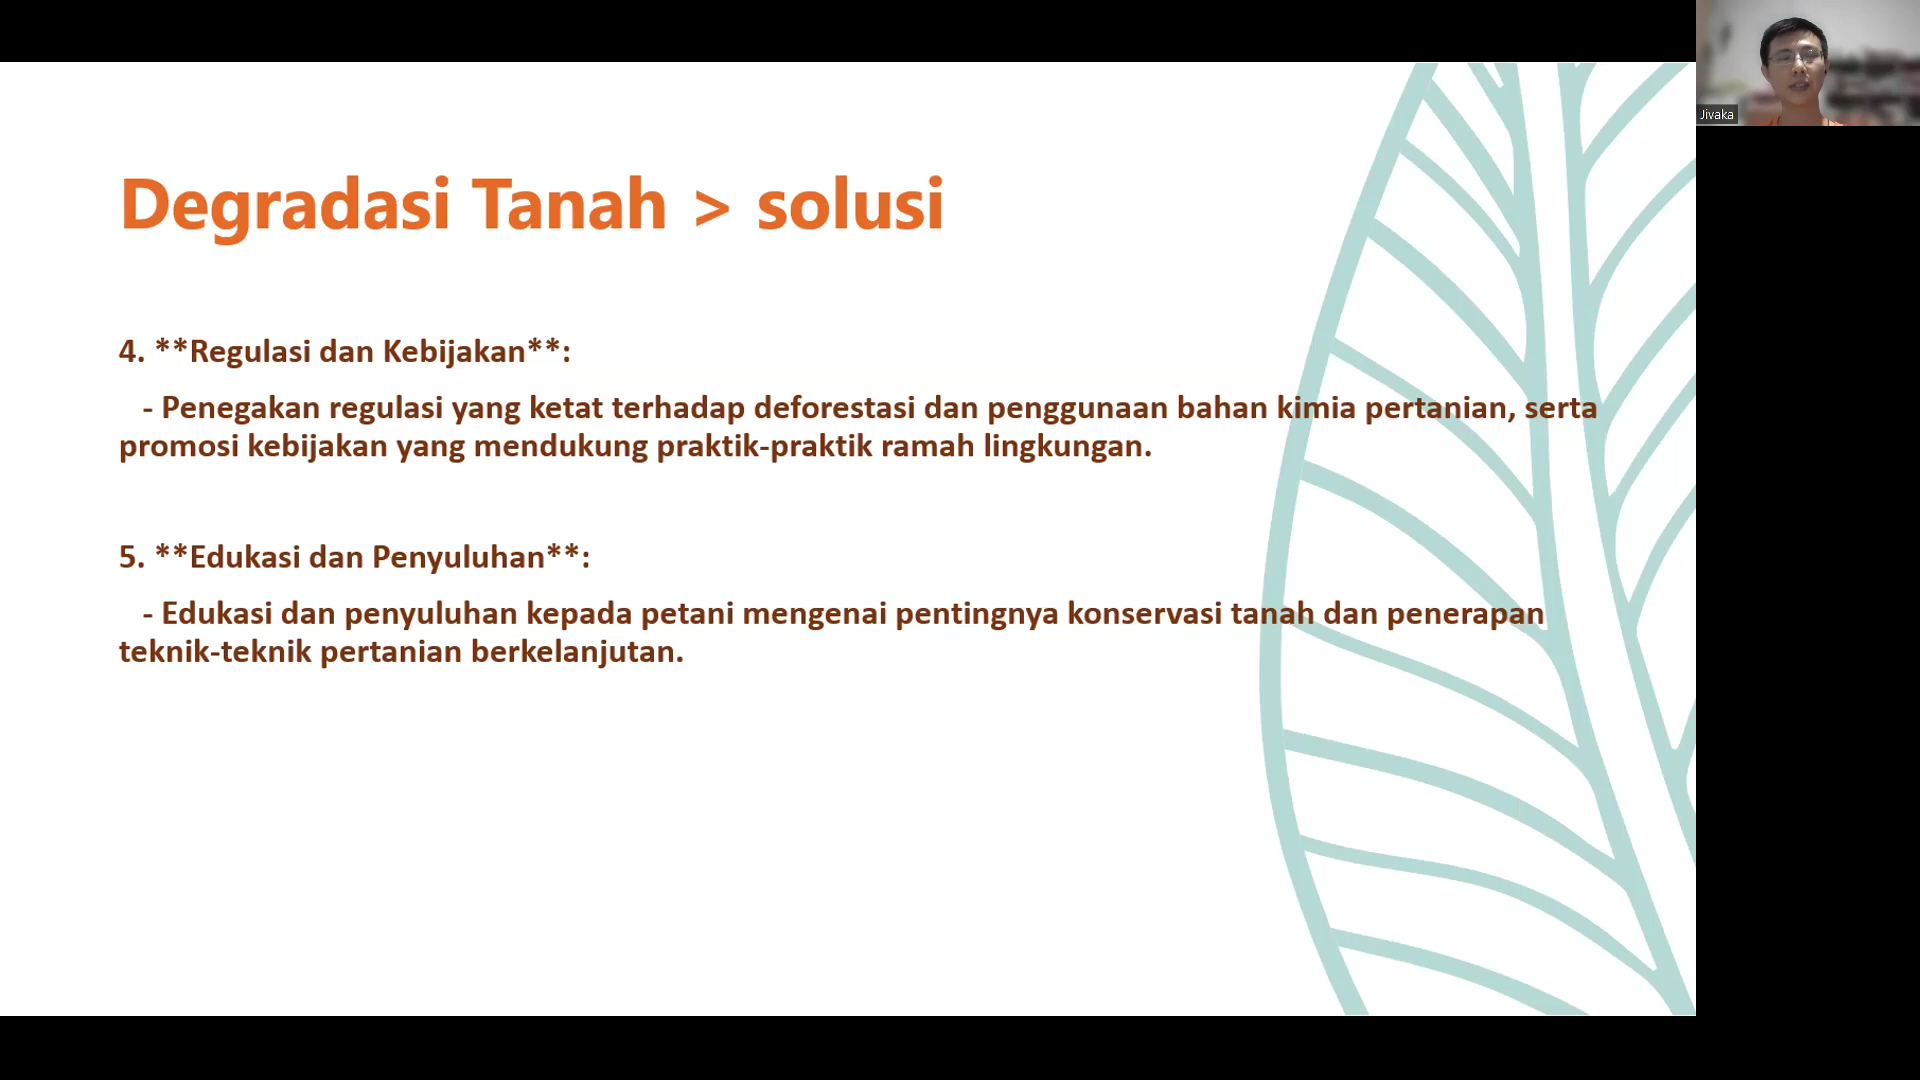 Degradasi Tanah > solusi
4. **Regulasi dan Kebijakan**:
- Penegakan regulasi yang ketat terhadap deforestasi dan penggunaan bahan kimia pertanian, serta
promosi kebijakan yang mendukung praktik-praktik ramah lingkungan.
5. **Edukasi dan Penyuluhan**:
- Edukasi dan penyuluhan kepada petani mengenai pentingnya konservasi tanah dan penerapan
teknik-teknik pertanian berkelanjutan.
Jivaka